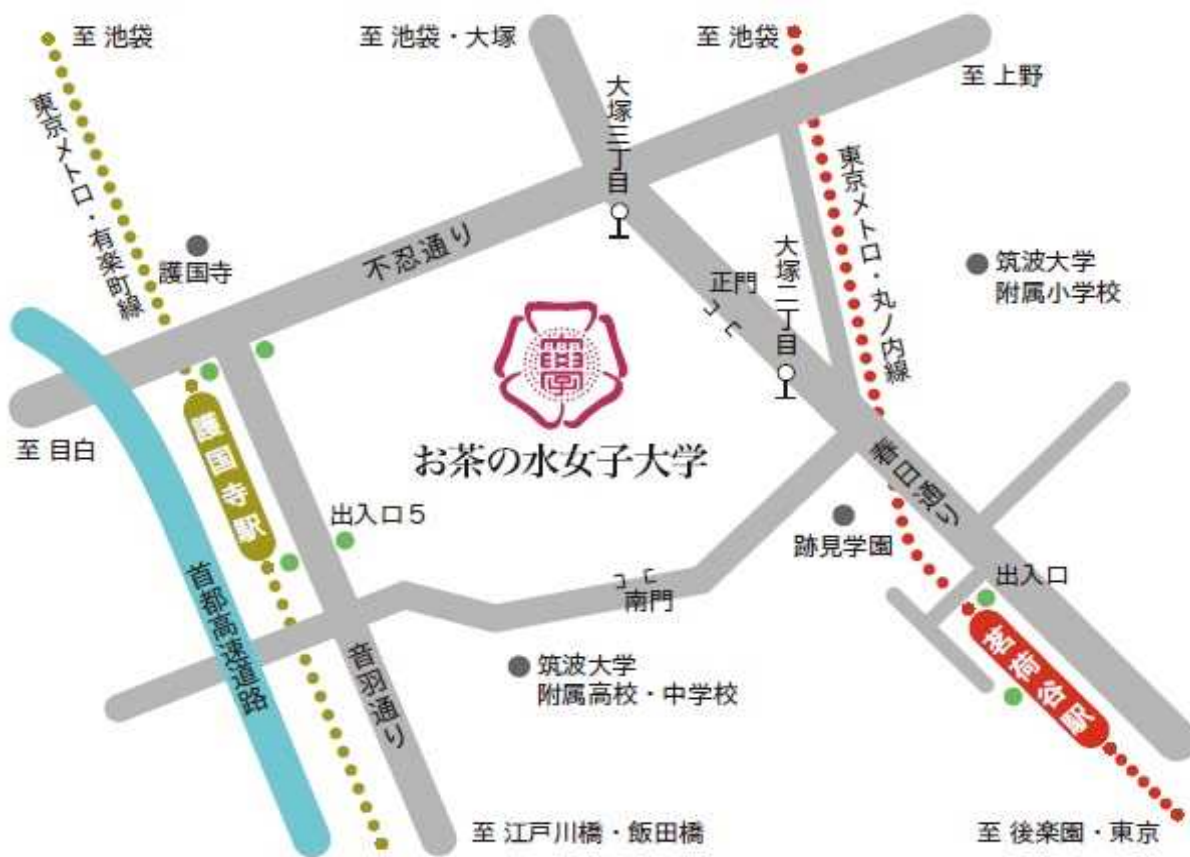 至 池袋
至 池袋・大塚
至 池袋
至 上野
東京メトロ・有楽町線
大塚三丁目
東京メトロ・丸ノ内線
護国寺
不忍通り
正門
大塚二丁目
筑波大学
附属小学校
至 目白
護国寺駅
お茶の水女子大学
春日通り
出入口5
跡見学園
出入口
首都高速道路
南門
茗荷谷駅
音羽通り
筑波大学
附属高校・中学校
至 江戸川橋・飯田橋
至 後楽園・東京